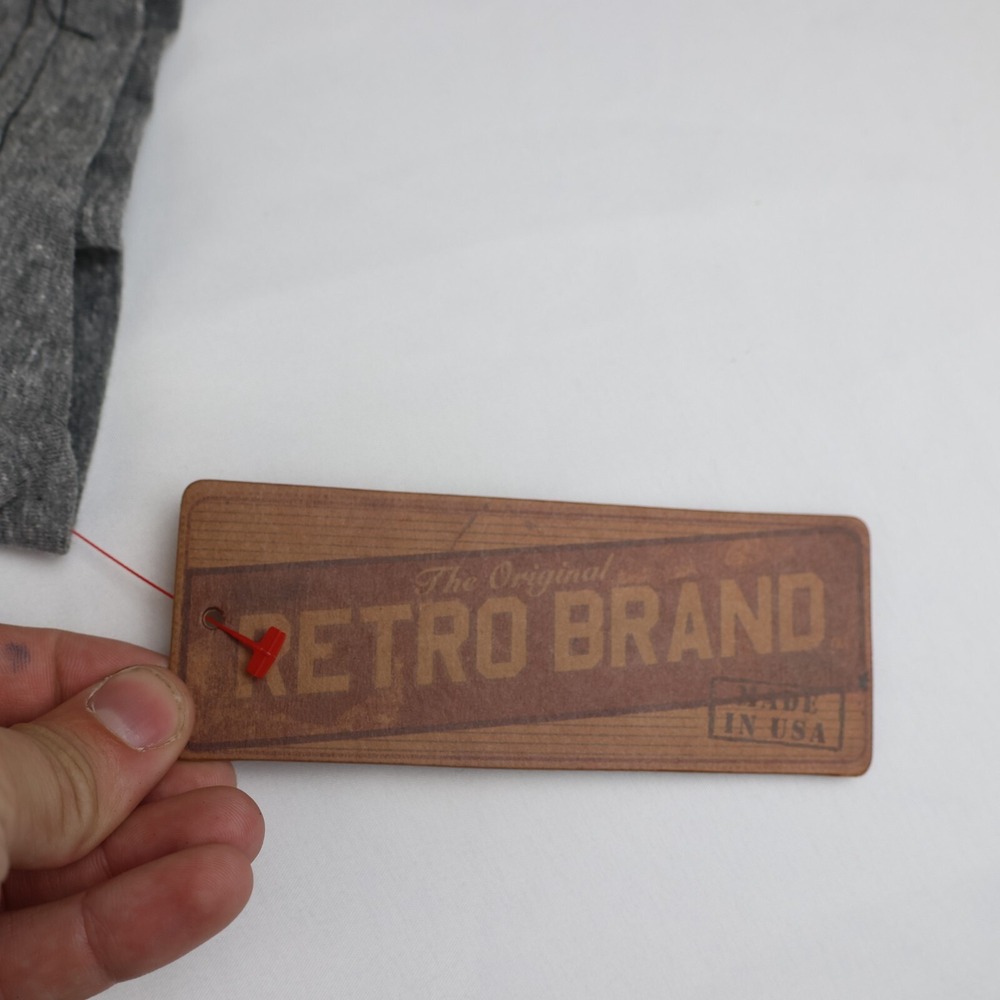 The Original
RETRO BRAND
MADE
IN USA